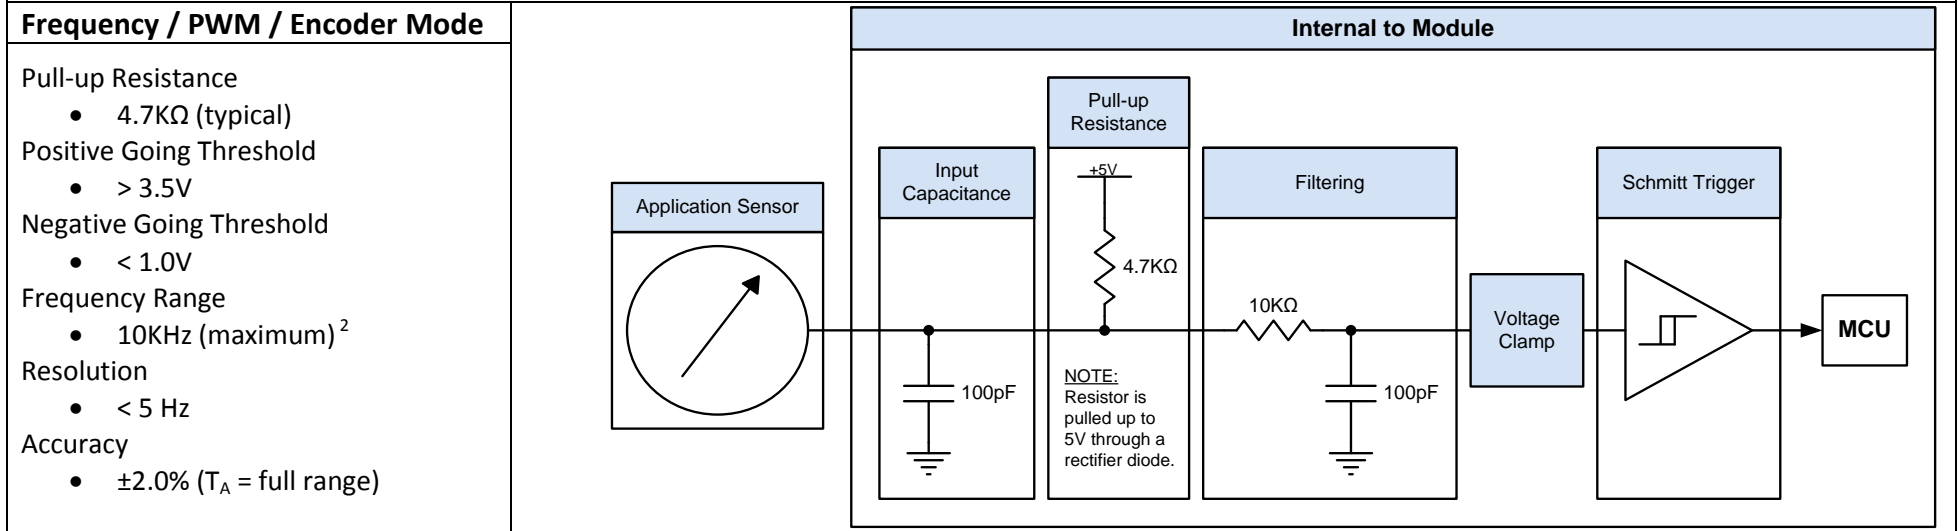 Frequency / PWM / Encoder Mode
Pull-up Resistance
• 4.7KΩ (typical)
Positive Going Threshold
• > 3.5V
Negative Going Threshold
• < 1.0V
Frequency Range
• 10KHz (maximum) 2
Resolution
• < 5 Hz
Accuracy
• ±2.0% (TA = full range)
Internal to Module
Application Sensor
Input
Capacitance
100pF
Pull-up
Resistance
+5V
4.7KΩ
NOTE:
Resistor is
pulled up to
5V through a
rectifier diode.
Filtering
10KΩ
100pF
Voltage
Clamp
Schmitt Trigger
MCU